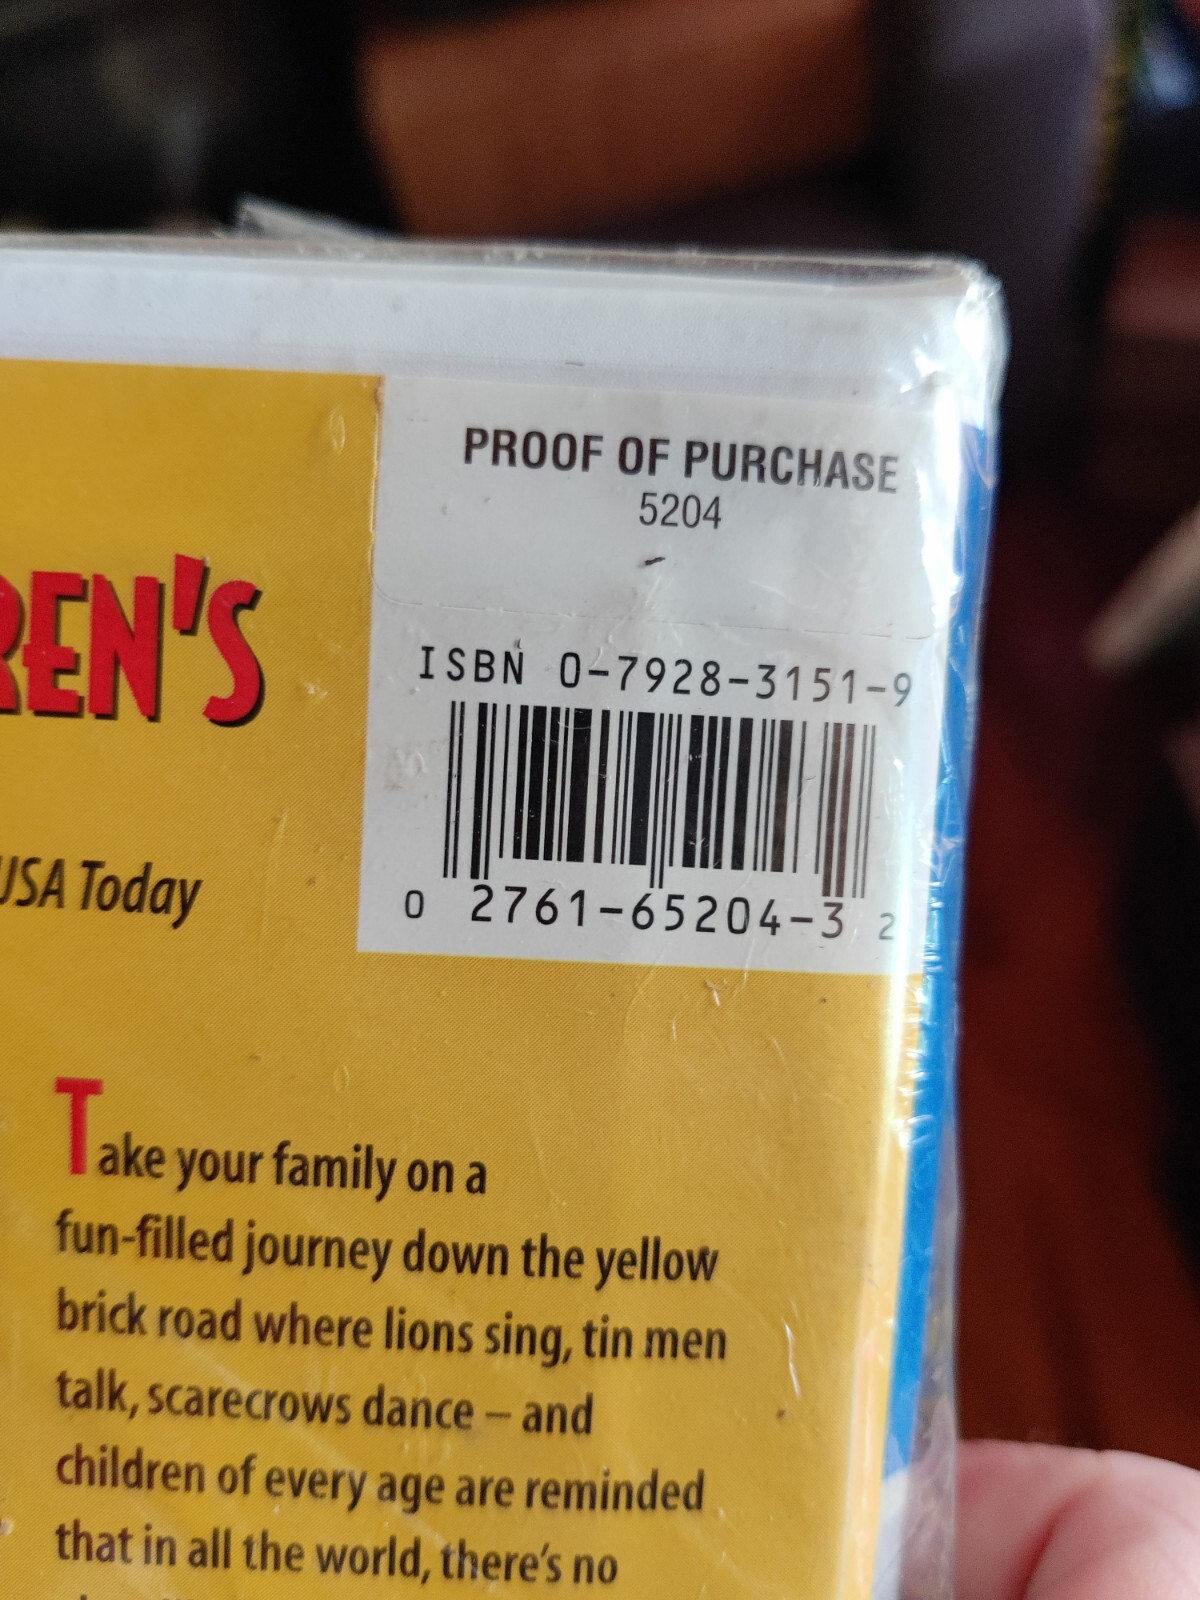 PROOF OF PURCHASE
5204
REN'S
ISBN 0-7928-3151-9
0 2761-65204-3 2
USA Today
Take your family on a
fun-filled journey down the yellow
brick road where lions sing, tin men
talk, scarecrows dance – and
children of every age are reminded
that in all the world, there's no